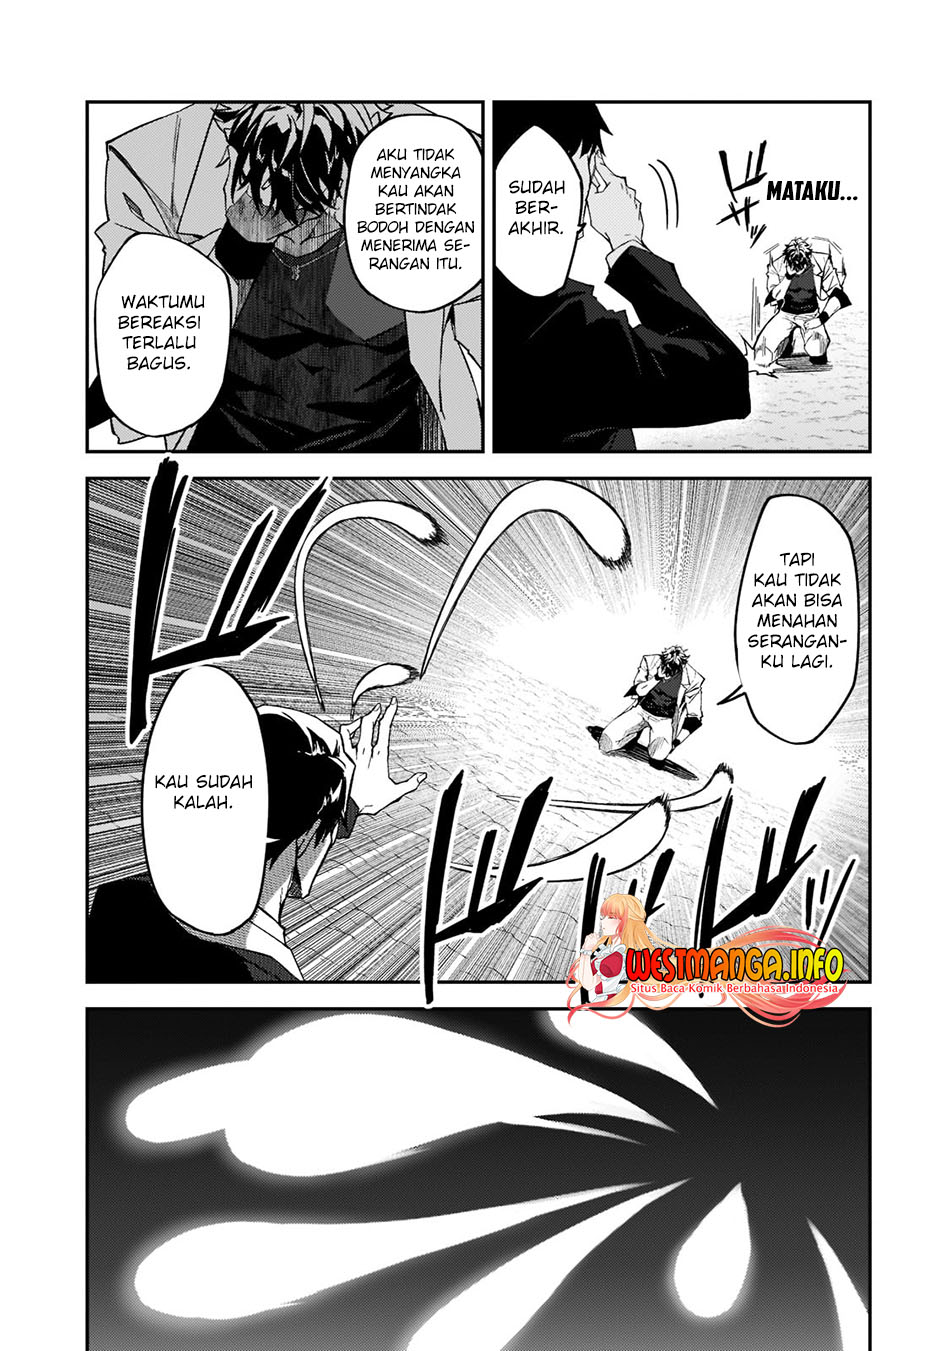 MATAKU...
SUDAH
BER-
AKHIR.
AKU TIDAK
MENYANGKA
KAU AKAN
BERTINDAK
BODOH DENGAN
MENERIMA SE-
RANGAN ITU.
WAKTUMU
BEREAKSI
TERLALU
BAGUS.
TAPI
KAU TIDAK
AKAN BISA
MENAHAN
SERANGAN-
KU LAGI.
KAU SUDAH
KALAH.
WESTMANGA.INFO
Situs Baca Komik Berbahasa Indonesia